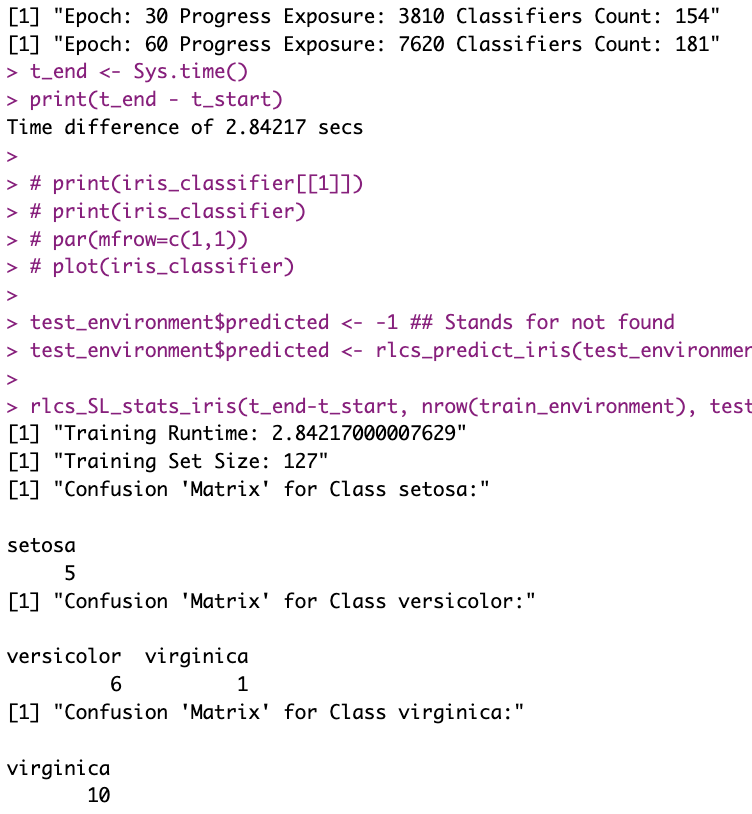 [1] "Epoch: 30 Progress Exposure: 3810 Classifiers Count: 154"
[1] "Epoch: 60 Progress Exposure: 7620 Classifiers Count: 181"
> t_end <- Sys.time()
> print(t_end - t_start)
Time difference of 2.84217 secs
>
> # print(iris_classifier[[1]])
> # print(iris_classifier)
> # par(mfrow=c(1,1))
> # plot(iris_classifier)
>
> test_environment$predicted <- -1 ## Stands for not found
> test_environment$predicted <- rlcs_predict_iris(test_environmen
>
> rlcs_SL_stats_iris(t_end-t_start, nrow(train_environment), test
[1] "Training Runtime: 2.84217000007629"
[1] "Training Set Size: 127"
[1] "Confusion 'Matrix' for Class setosa:"
setosa
5
[1] "Confusion 'Matrix' for Class versicolor:"
versicolor virginica
6 1
[1] "Confusion 'Matrix' for Class virginica:"
virginica
10